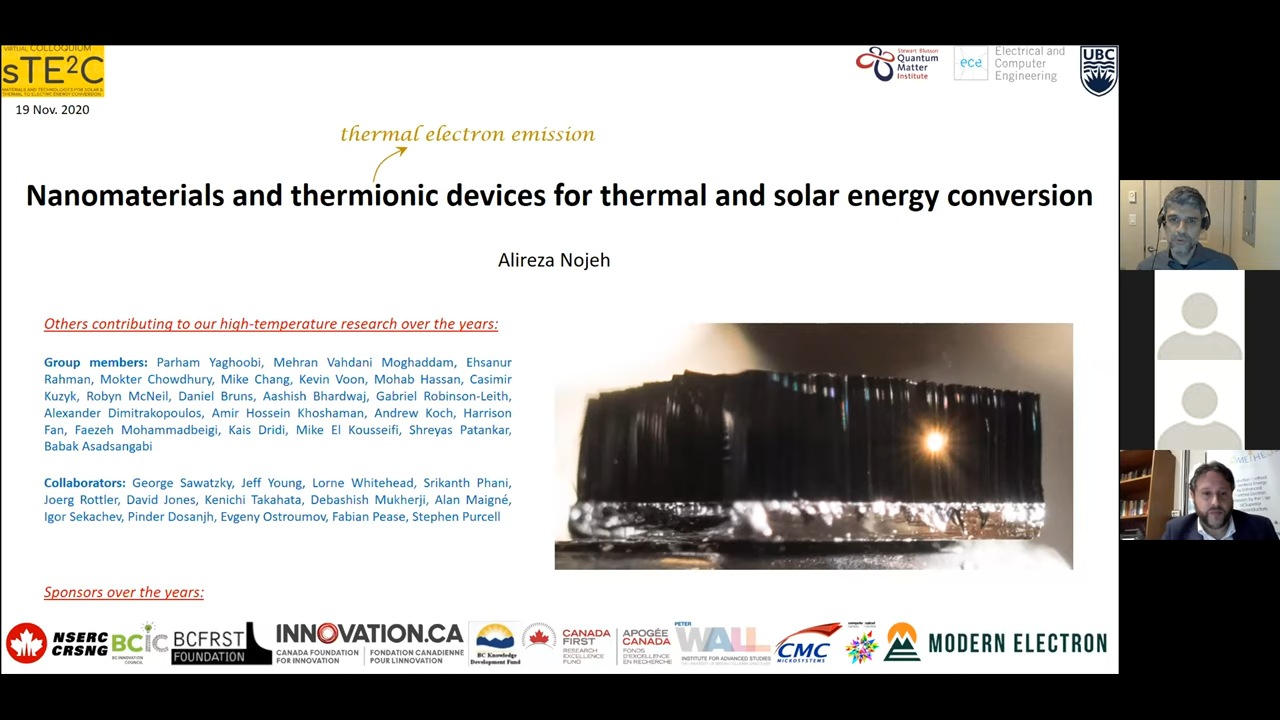 VIRTUAL COLLOQUIUM
sTE²C
MATERIALS AND TECHNOLOGIES FOR SOLAR &
THERMAL TO ELECTRIC ENERGY CONVERSION
19 Nov. 2020
Stewart Blusson
Quantum
Matter
Institute
ece
Electrical and
Computer
Engineering
UBC
thermal electron emission
Nanomaterials and thermionic devices for thermal and solar energy conversion
Alireza Nojeh
Others contributing to our high-temperature research over the years:
Group members: Parham Yaghoobi, Mehran Vahdani Moghaddam, Ehsanur
Rahman, Mokter Chowdhury, Mike Chang, Kevin Voon, Mohab Hassan, Casimir
Kuzyk, Robyn McNeil, Daniel Bruns, Aashish Bhardwaj, Gabriel Robinson-Leith,
Alexander Dimitrakopoulos, Amir Hossein Khoshaman, Andrew Koch, Harrison
Fan, Faezeh Mohammadbeigi, Kais Dridi, Mike El Kousseifi, Shreyas Patankar,
Babak Asadsangabi
Collaborators: George Sawatzky, Jeff Young, Lorne Whitehead, Srikanth Phani,
Joerg Rottler, David Jones, Kenichi Takahata, Debashish Mukherji, Alan Maigné,
Igor Sekachev, Pinder Dosanjh, Evgeny Ostroumov, Fabian Pease, Stephen Purcell
Sponsors over the years:
NSERC
CRSNG
BCIC
BC INNOVATION
COUNCIL
BCFRST
FOUNDATION
INNOVATION.CA
CANADA FOUNDATION
FOR INNOVATION
FONDATION CANADIENNE
POUR L'INNOVATION
BC Knowledge
Development Fund
CANADA
FIRST
RESEARCH
EXCELLENCE
FUND
APOGÉE
CANADA
FONDS
D'EXCELLENCE
EN RECHERCHE
PETER
WALL
INSTITUTE FOR ADVANCED STUDIES
CMC
MICROSYSTEMS
MODERN ELECTRON